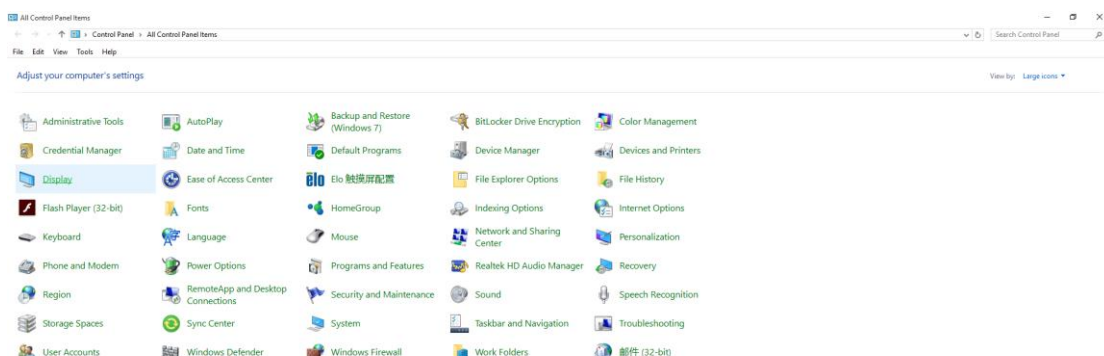 All Control Panel Items
Control Panel > All Control Panel Items
Search Control Panel
File Edit View Tools Help
Adjust your computer's settings
View by: Large icons
Administrative Tools
AutoPlay
Backup and Restore
(Windows 7)
BitLocker Drive Encryption
Color Management
Credential Manager
Date and Time
Default Programs
Device Manager
Devices and Printers
Display
Ease of Access Center
elo
Elo 触摸屏配置
File Explorer Options
File History
Flash Player (32-bit)
Fonts
HomeGroup
Indexing Options
Internet Options
Keyboard
Language
Mouse
Network and Sharing
Center
Personalization
Phone and Modem
Power Options
Programs and Features
Realtek HD Audio Manager
Recovery
Region
RemoteApp and Desktop
Connections
Security and Maintenance
Sound
Speech Recognition
Storage Spaces
Sync Center
System
Taskbar and Navigation
Troubleshooting
User Accounts
Windows Defender
Windows Firewall
Work Folders
邮件 (32-bit)